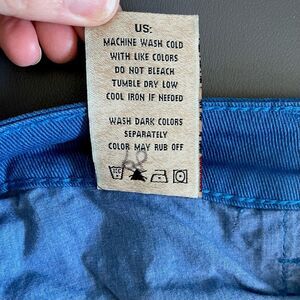 US:
MACHINE WASH COLD
WITH LIKE COLORS
DO NOT BLEACH
TUMBLE DRY LOW
COOL IRON IF NEEDED
WASH DARK COLORS
SEPARATELY
COLOR MAY RUB OFF